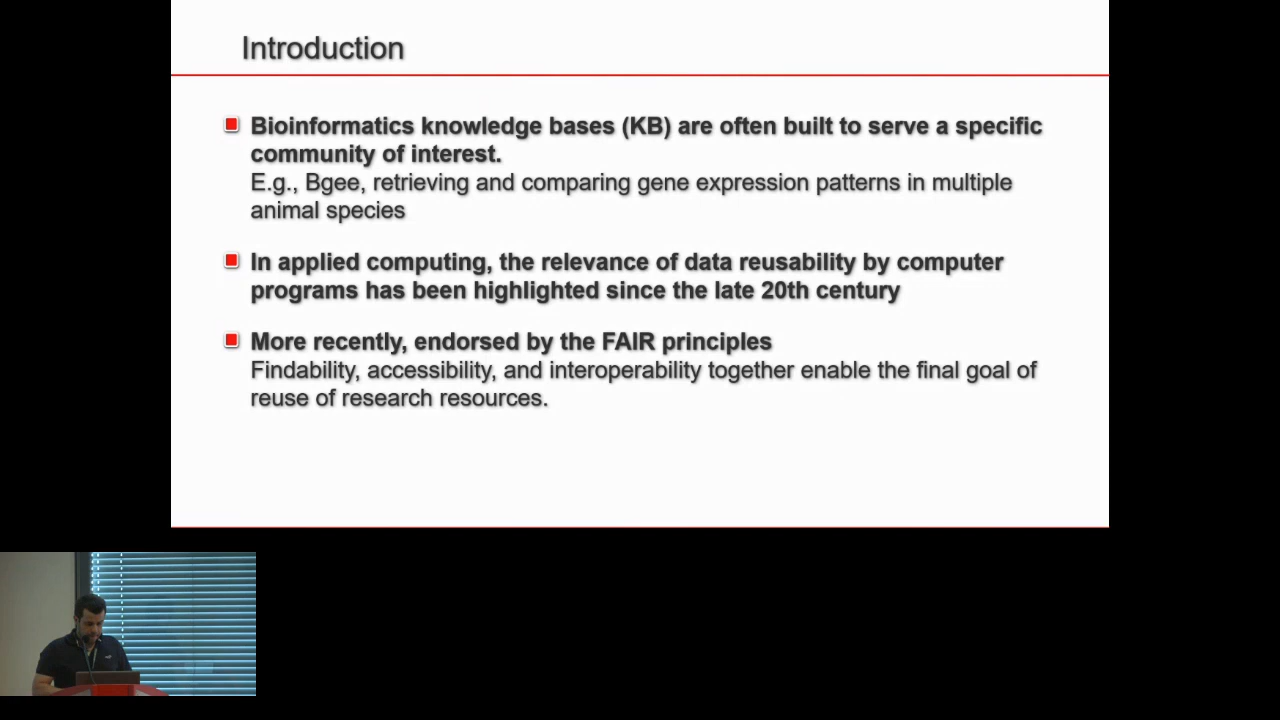 Introduction
Bioinformatics knowledge bases (KB) are often built to serve a specific
community of interest.
E.g., Bgee, retrieving and comparing gene expression patterns in multiple
animal species
In applied computing, the relevance of data reusability by computer
programs has been highlighted since the late 20th century
More recently, endorsed by the FAIR principles
Findability, accessibility, and interoperability together enable the final goal of
reuse of research resources.